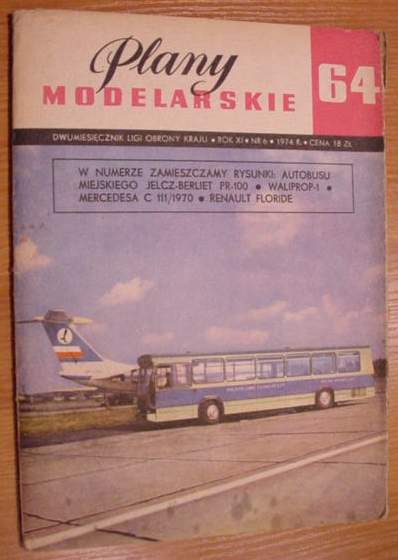 Plany
MODELARSKIE
64
DWUMIESIĘCZNIK LIGI OBRONY KRAJU • ROK XI • NR 6 • 1974 R. • CENA 18 ZŁ
W NUMERZE ZAMIESZCZAMY RYSUNKI: AUTOBUSU
MIEJSKIEGO JELCZ-BERLIET PR-100 • WALIPROP-1 •
MERCEDESA C 111/1970 • RENAULT FLORIDE